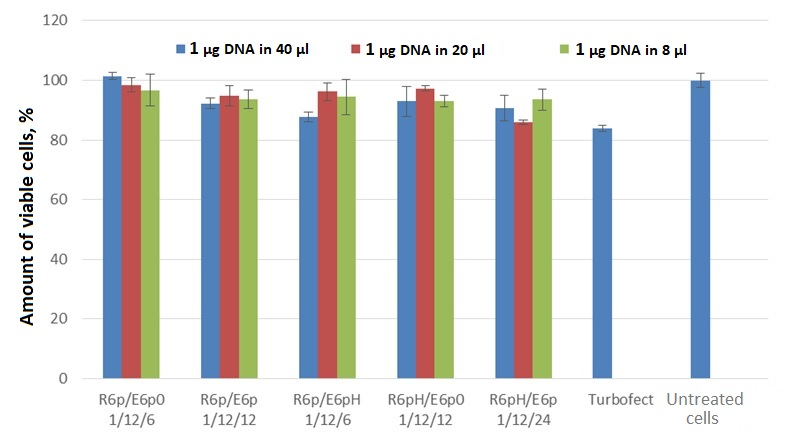 120
1 µg DNA in 40 µl
1 µg DNA in 20 µl
1 µg DNA in 8 µl
100
80
60
40
20
0
Amount of viable cells, %
R6p/E6p0
1/12/6
R6p/E6p
1/12/12
R6p/E6pH
1/12/6
R6pH/E6p0
1/12/12
R6pH/E6p
1/12/24
Turbofect
Untreated
cells